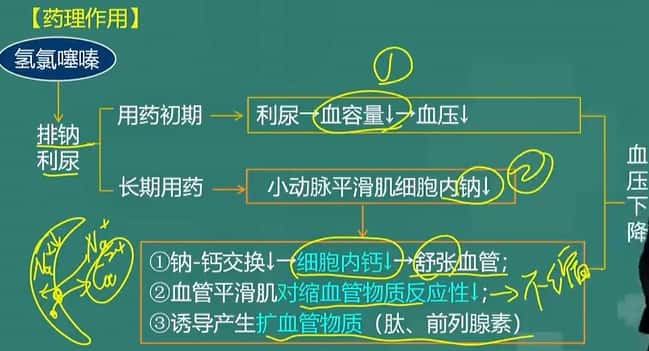 【药理作用】
氢氯噻嗪
①
排钠
利尿
用药初期
利尿→血容量↓→血压↓
长期用药
小动脉平滑肌细胞内钠↓
②
血压下降
①钠-钙交换↓→细胞内钙↓→舒张血管;
②血管平滑肌对缩血管物质反应性↓;→不缩
③诱导产生扩血管物质（肽、前列腺素）
Na
Na+
Ca2+